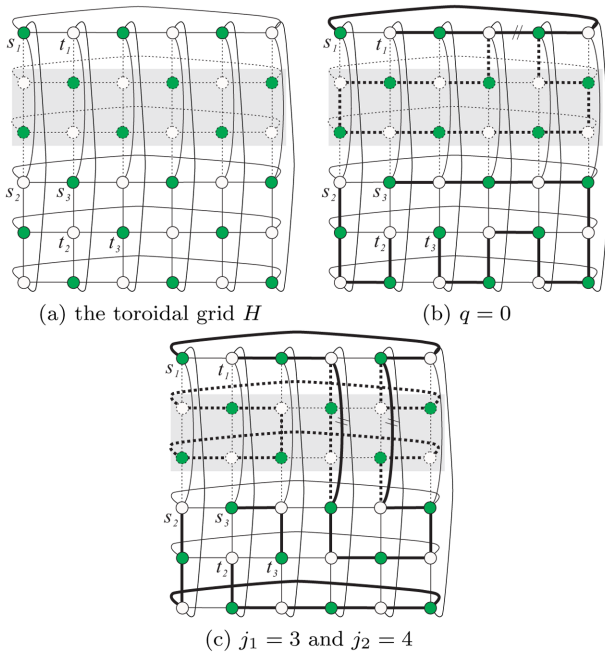 s₁ t₁ s₁ t₁
s₂ s₃ s₂ s₃
t₂ t₃ t₂ t₃
(a) the toroidal grid H (b) q = 0
s₁ t₁
s₂ s₃
t₂ t₃
(c) j₁ = 3 and j₂ = 4